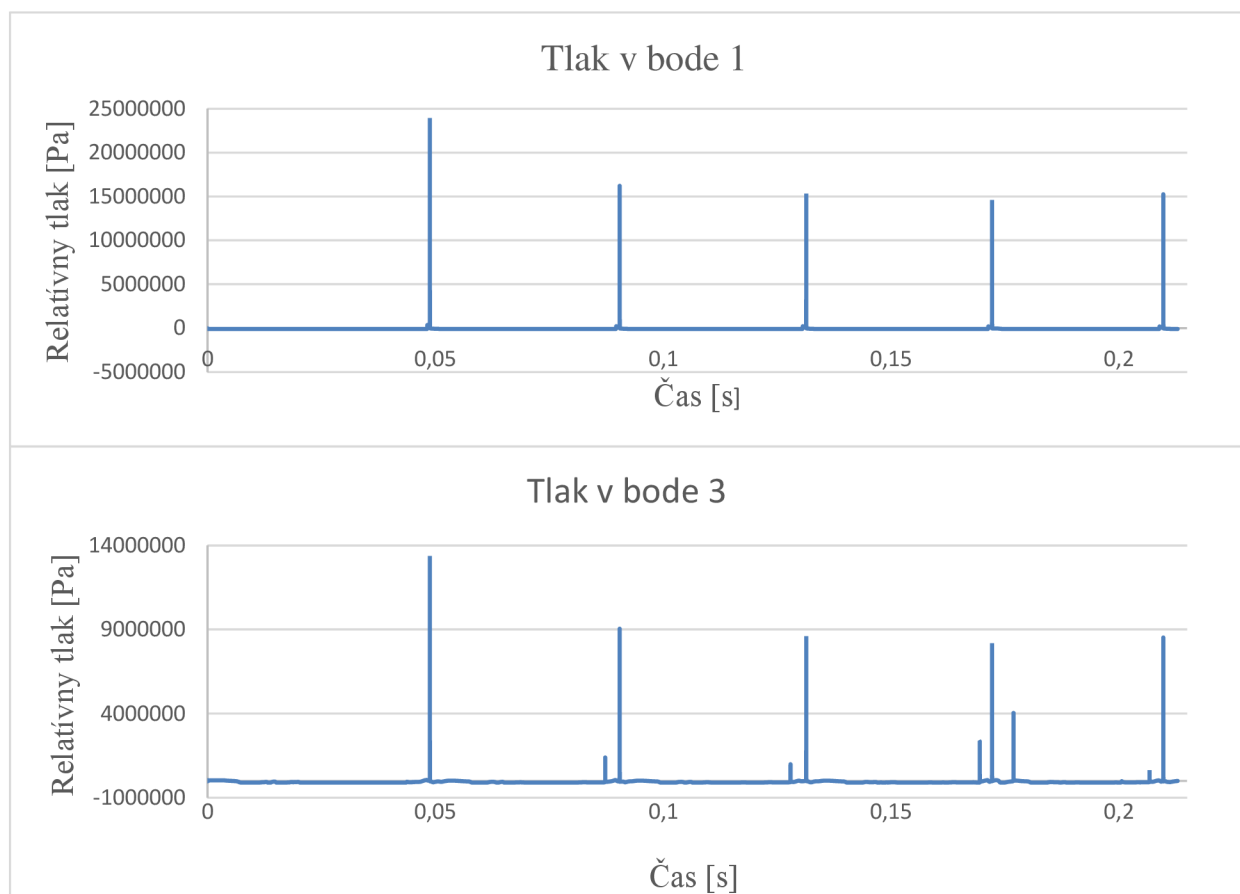 Tlak v bode 1
Relatívny tlak [Pa]
25000000
20000000
15000000
10000000
5000000
0
-5000000
0 0,05 0,1 0,15 0,2
Čas [s]
Tlak v bode 3
Relatívny tlak [Pa]
14000000
9000000
4000000
-1000000
0 0,05 0,1 0,15 0,2
Čas [s]